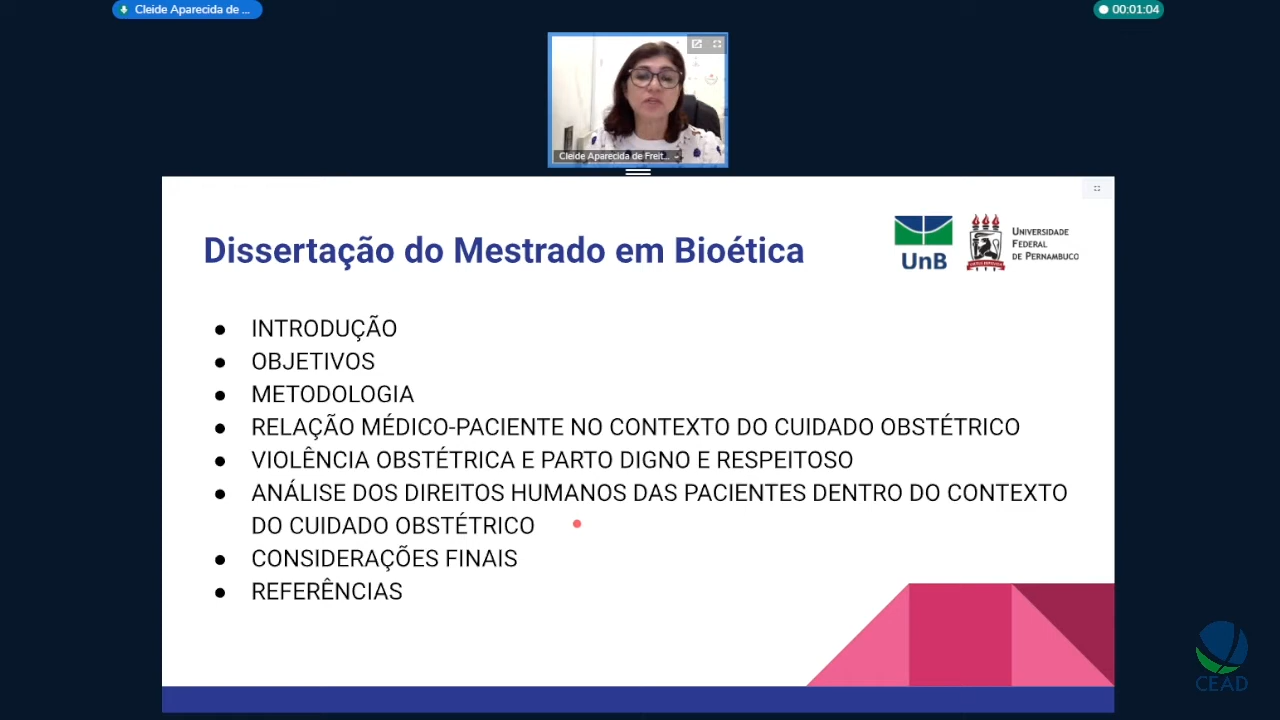 Cleide Aparecida de ...
00:01:04
Cleide Aparecida de Freit...
Dissertação do Mestrado em Bioética
UnB
UNIVERSIDADE
FEDERAL
DE PERNAMBUCO
● INTRODUÇÃO
● OBJETIVOS
● METODOLOGIA
● RELAÇÃO MÉDICO-PACIENTE NO CONTEXTO DO CUIDADO OBSTÉTRICO
● VIOLÊNCIA OBSTÉTRICA E PARTO DIGNO E RESPEITOSO
● ANÁLISE DOS DIREITOS HUMANOS DAS PACIENTES DENTRO DO CONTEXTO
DO CUIDADO OBSTÉTRICO
● CONSIDERAÇÕES FINAIS
● REFERÊNCIAS
CEAD